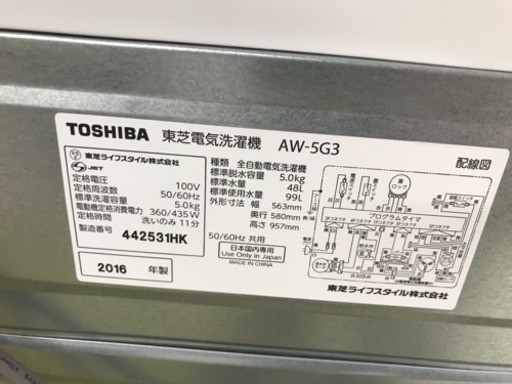 TOSHIBA 東芝電気洗濯機 AW-5G3
配線図
東芝ライフスタイル株式会社
JET
定格電圧 100V
定格周波数 50/60Hz
標準洗濯容量 5.0kg
電動機定格消費電力 360/435W
定格時間 洗いのみ 11分
製造番号 442531HK
2016 年製
種類 全自動電気洗濯機
標準脱水容量 5.0kg
標準水量 48L
標準使用水量 99L
外形寸法 幅 563mm
奥行 580mm
高さ 957mm
50/60Hz 共用
日本国内専用
Use Only in Japan
MADE IN CHINA
プログラムタイマ
東芝ライフスタイル株式会社